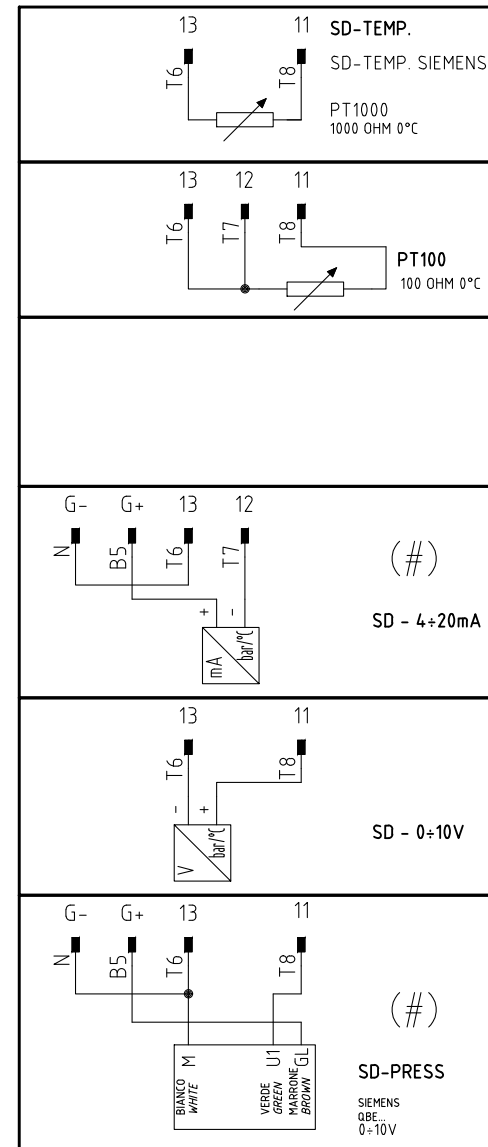 13 11 SD-TEMP.
T6 T8 SD-TEMP. SIEMENS
PT1000
1000 OHM 0°C
13 12 11
T6 T7 T8
PT100
100 OHM 0°C
G- G+ 13 12
N B5 T6 T7
(#)
+ -
SD - 4÷20mA
mA bar/°C
13 11
T6 T8
- +
V bar/°C
SD - 0÷10V
G- G+ 13 11
N B5 T6 T8
(#)
M U1 GL
BIANCO
WHITE
VERDE
GREEN
MARRONE
BROWN
SD-PRESS
SIEMENS
QBE...
0÷10V